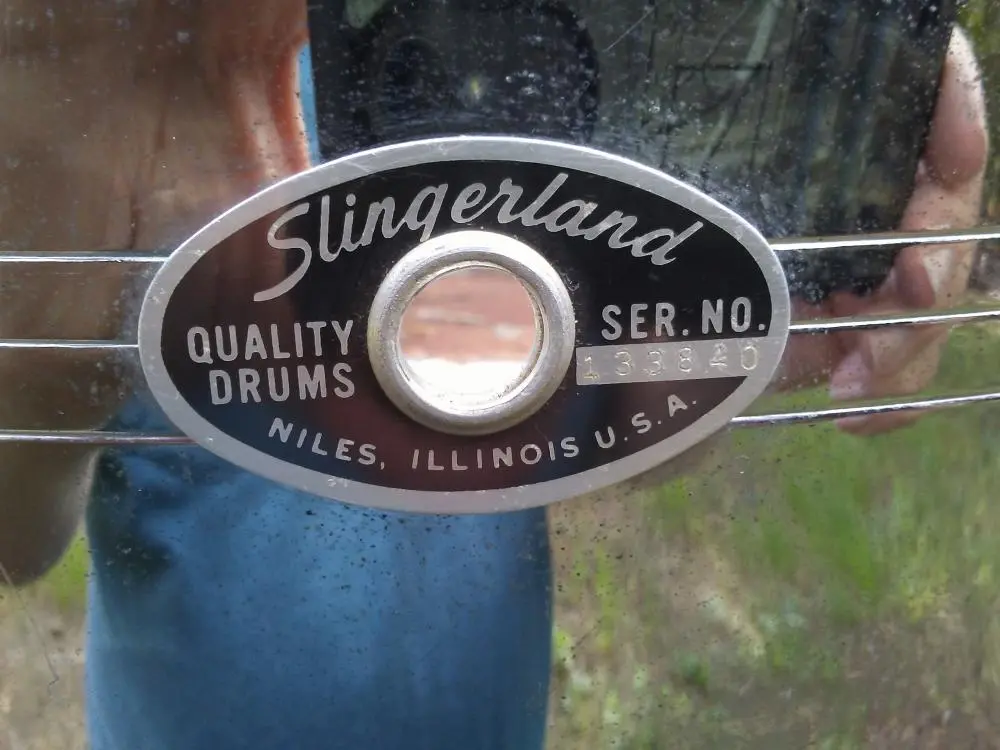 Slingerland
QUALITY
DRUMS
SER. NO.
133840
NILES, ILLINOIS U.S.A.